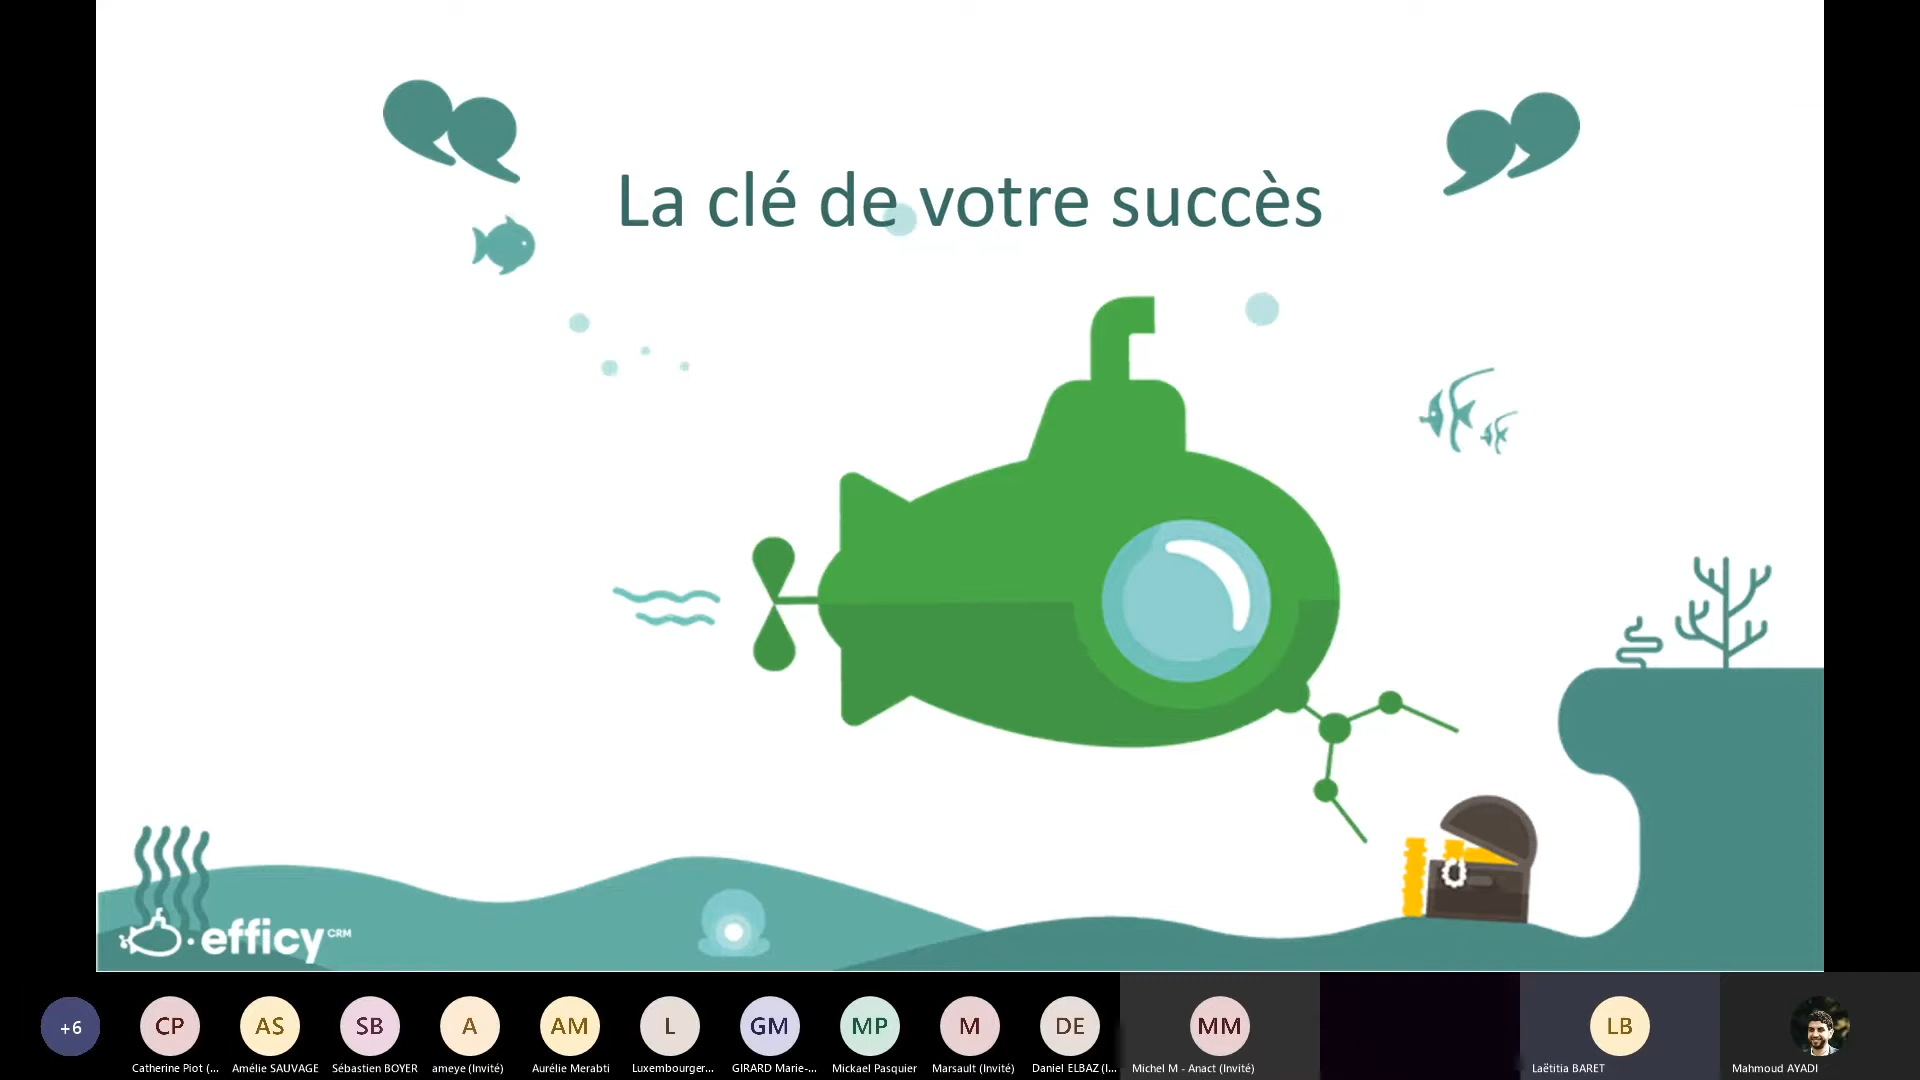 La clé de votre succès
efficy CRM
+6
CP
AS
SB
A
AM
L
GM
MP
M
DE
MM
LB
Catherine Piot (...
Amélie SAUVAGE
Sébastien BOYER
ameye (Invité)
Aurélie Merabti
Luxembourger...
GIRARD Marie-...
Mickael Pasquier
Marsault (Invité)
Daniel ELBAZ (I...
Michel M - Anact (Invité)
Laëtitia BARET
Mahmoud AYADI